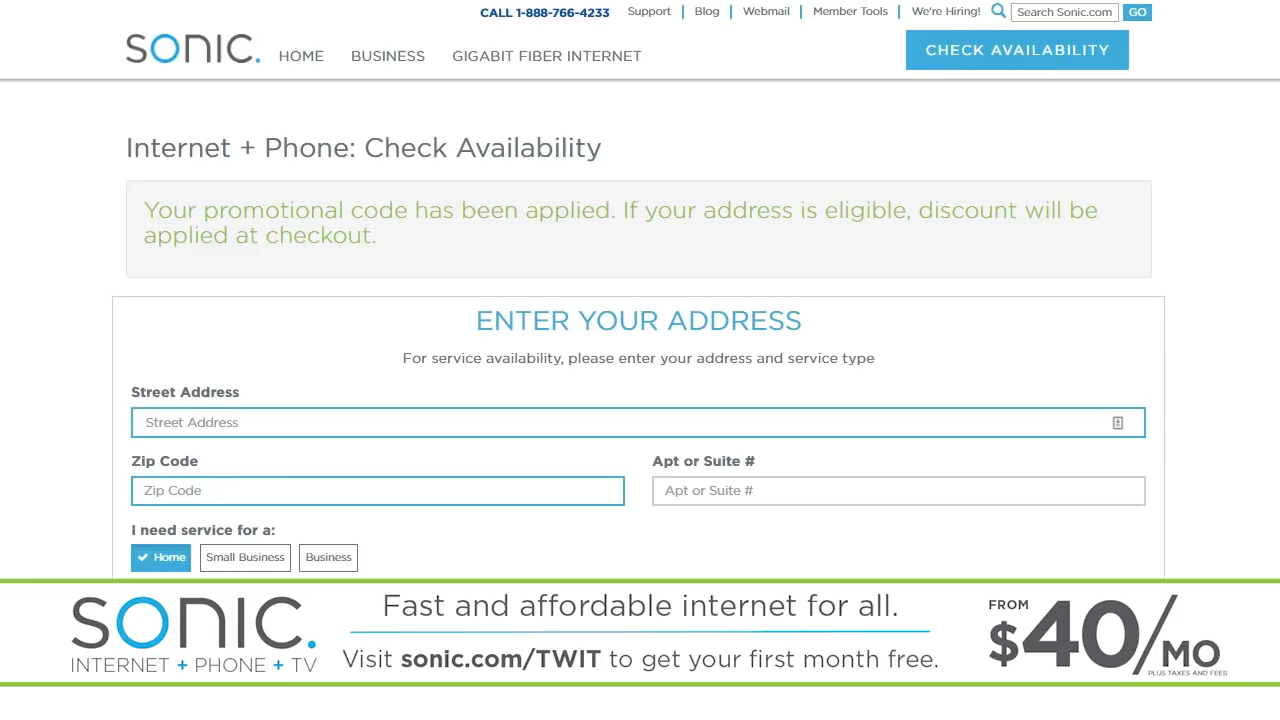 CALL 1-888-766-4233 Support Blog Webmail Member Tools We're Hiring! Search Sonic.com GO
SONIC. HOME BUSINESS GIGABIT FIBER INTERNET CHECK AVAILABILITY
Internet + Phone: Check Availability
Your promotional code has been applied. If your address is eligible, discount will be
applied at checkout.
ENTER YOUR ADDRESS
For service availability, please enter your address and service type
Street Address
Street Address
Zip Code Apt or Suite #
Zip Code Apt or Suite #
I need service for a:
Home Small Business Business
SONIC.
INTERNET + PHONE + TV
Fast and affordable internet for all.
Visit sonic.com/TWIT to get your first month free.
FROM
$40/MO
PLUS TAXES AND FEES